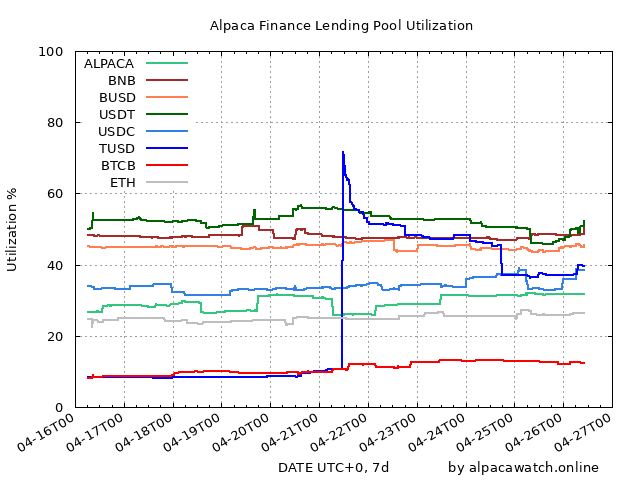 Alpaca Finance Lending Pool Utilization
100
80
60
40
20
0
Utilization %
ALPACA
BNB
BUSD
USDT
USDC
TUSD
BTCB
ETH
04-16T00
04-17T00
04-18T00
04-19T00
04-20T00
04-21T00
04-22T00
04-23T00
04-24T00
04-25T00
04-26T00
04-27T00
DATE UTC+0, 7d
by alpacawatch.online